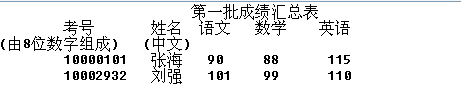 第一批成绩汇总表
考号 姓名 语文 数学 英语
(由8位数字组成) (中文)
10000101 张海 90 88 115
10002932 刘强 101 99 110